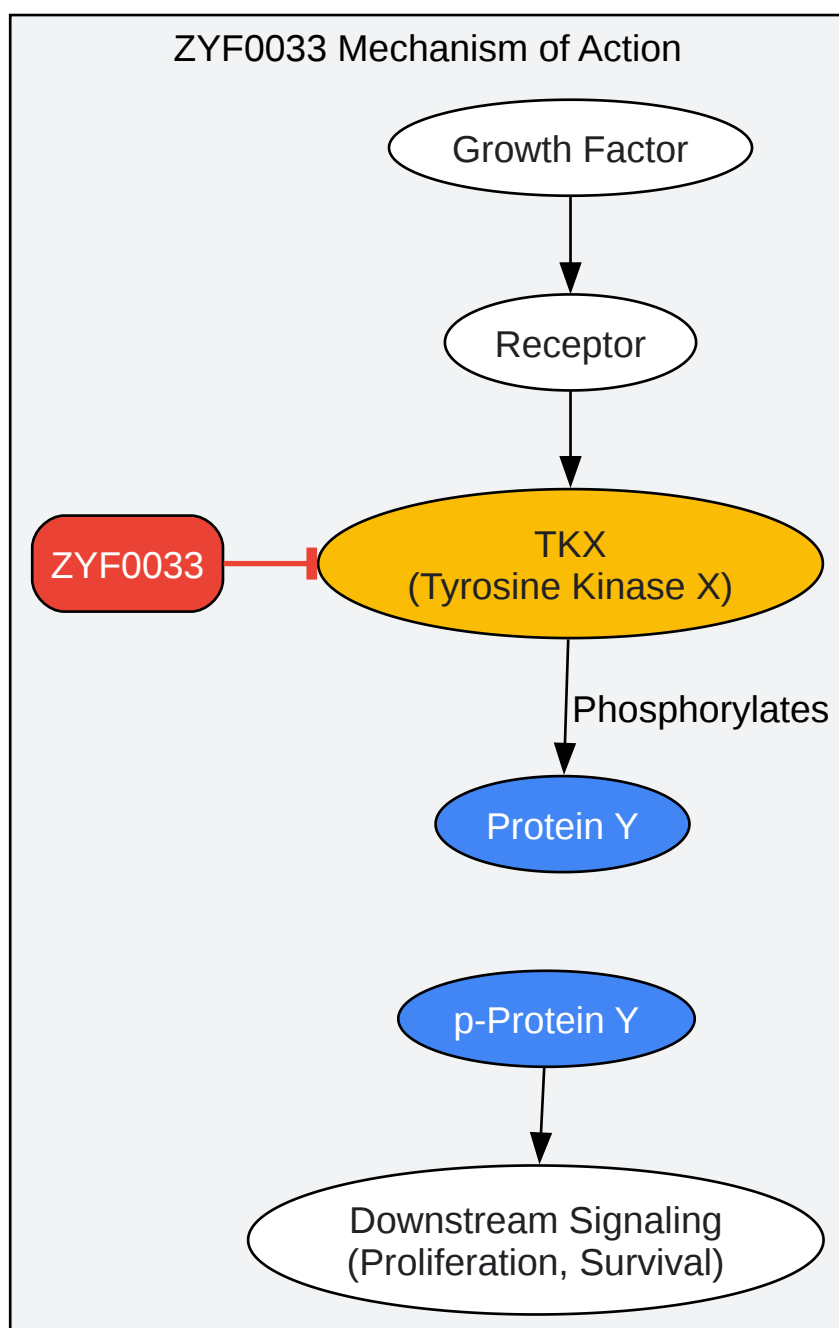 ZYF0033 Mechanism of Action
Growth Factor
Receptor
ZYF0033
TKX
(Tyrosine Kinase X)
Phosphorylates
Protein Y
p-Protein Y
Downstream Signaling
(Proliferation, Survival)